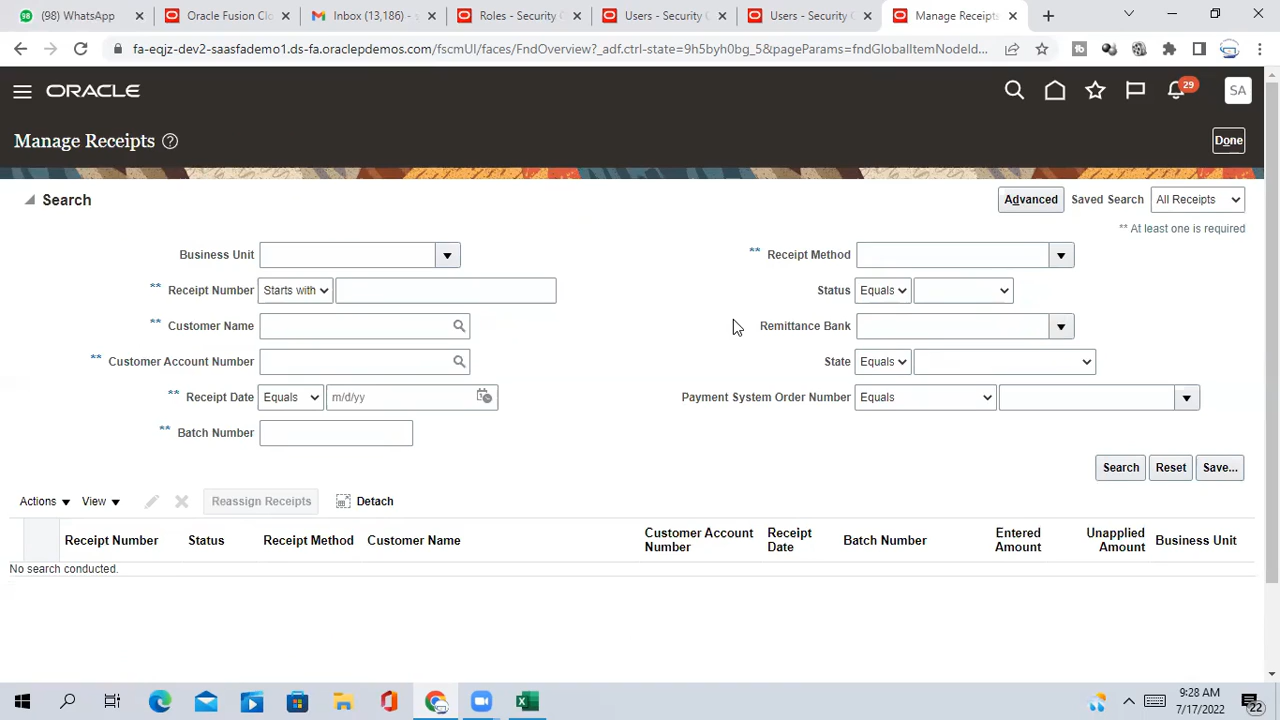 (98) WhatsApp
Oracle Fusion Cl
Inbox (13,186) - s
Roles - Security
Users - Security C
Users - Security C
Manage Receipts
fa-eqjz-dev2-saasfademo1.ds-fa.oraclepdemos.com/fscmUI/faces/FndOverview?_adf.ctrl-state=9h5byh0bg_5&pageParams=fndGlobalItemNodeId...
ORACLE
29
SA
Manage Receipts
Done
Search
Advanced
Saved Search
All Receipts
** At least one is required
Business Unit
** Receipt Method
** Receipt Number Starts with
Status Equals
** Customer Name
Remittance Bank
** Customer Account Number
State Equals
** Receipt Date Equals m/d/yy
Payment System Order Number Equals
** Batch Number
Search Reset Save...
Actions View Reassign Receipts Detach
Receipt Number Status Receipt Method Customer Name Customer Account Number Receipt Date Batch Number Entered Amount Unapplied Amount Business Unit
No search conducted.
9:28 AM
7/17/2022
22